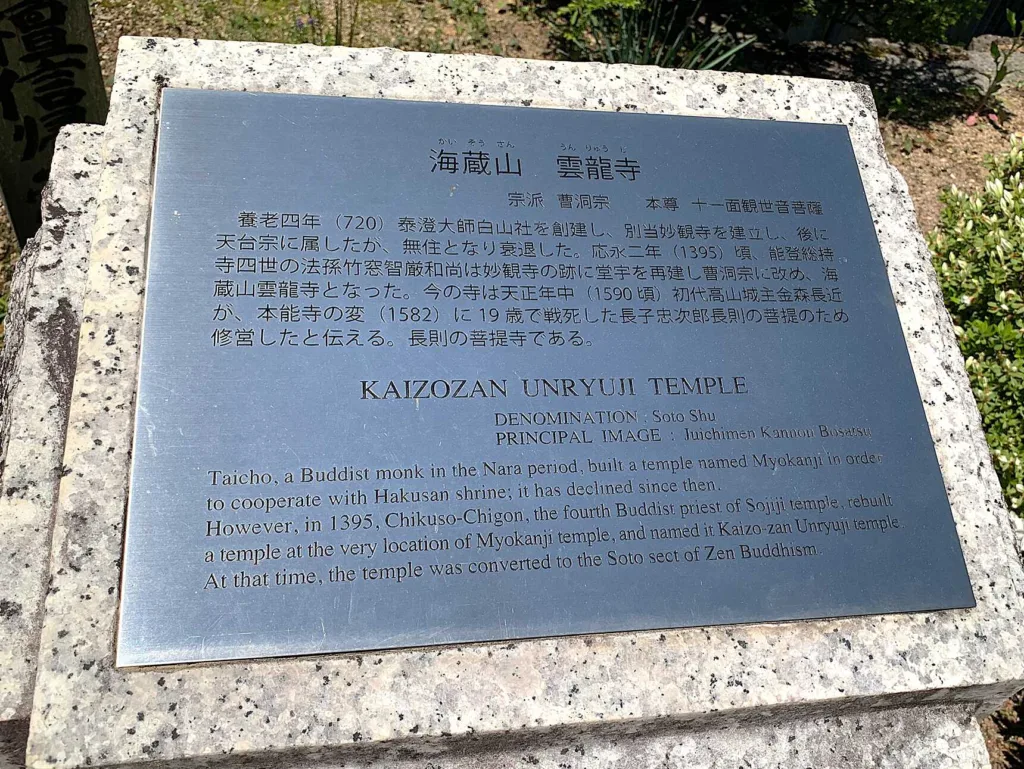 かい ぞう さん うん りゅう じ
海蔵山 雲龍寺
宗派 曹洞宗 本尊 十一面観世音菩薩
養老四年（720）泰澄大師白山社を創建し、別当妙観寺を建立し、後に
天台宗に属したが、無住となり衰退した。応永二年（1395）頃、能登総持
寺四世の法孫竹窓智厳和尚は妙観寺の跡に堂宇を再建し曹洞宗に改め、海
蔵山雲龍寺となった。今の寺は天正年中（1590 頃）初代高山城主金森長近
が、本能寺の変（1582）に 19 歳で戦死した長子忠次郎長則の菩提のため
修営したと伝える。長則の菩提寺である。
KAIZOZAN UNRYUJI TEMPLE
DENOMINATION : Soto Shu
PRINCIPAL IMAGE : Juichimen Kannon Bosatsu
Taicho, a Buddist monk in the Nara period, built a temple named Myokanji in order
to cooperate with Hakusan shrine; it has declined since then.
However, in 1395, Chikuso-Chigon, the fourth Buddist priest of Sojiji temple, rebuilt
a temple at the very location of Myokanji temple, and named it Kaizo-zan Unryuji temple.
At that time, the temple was converted to the Soto sect of Zen Buddhism.